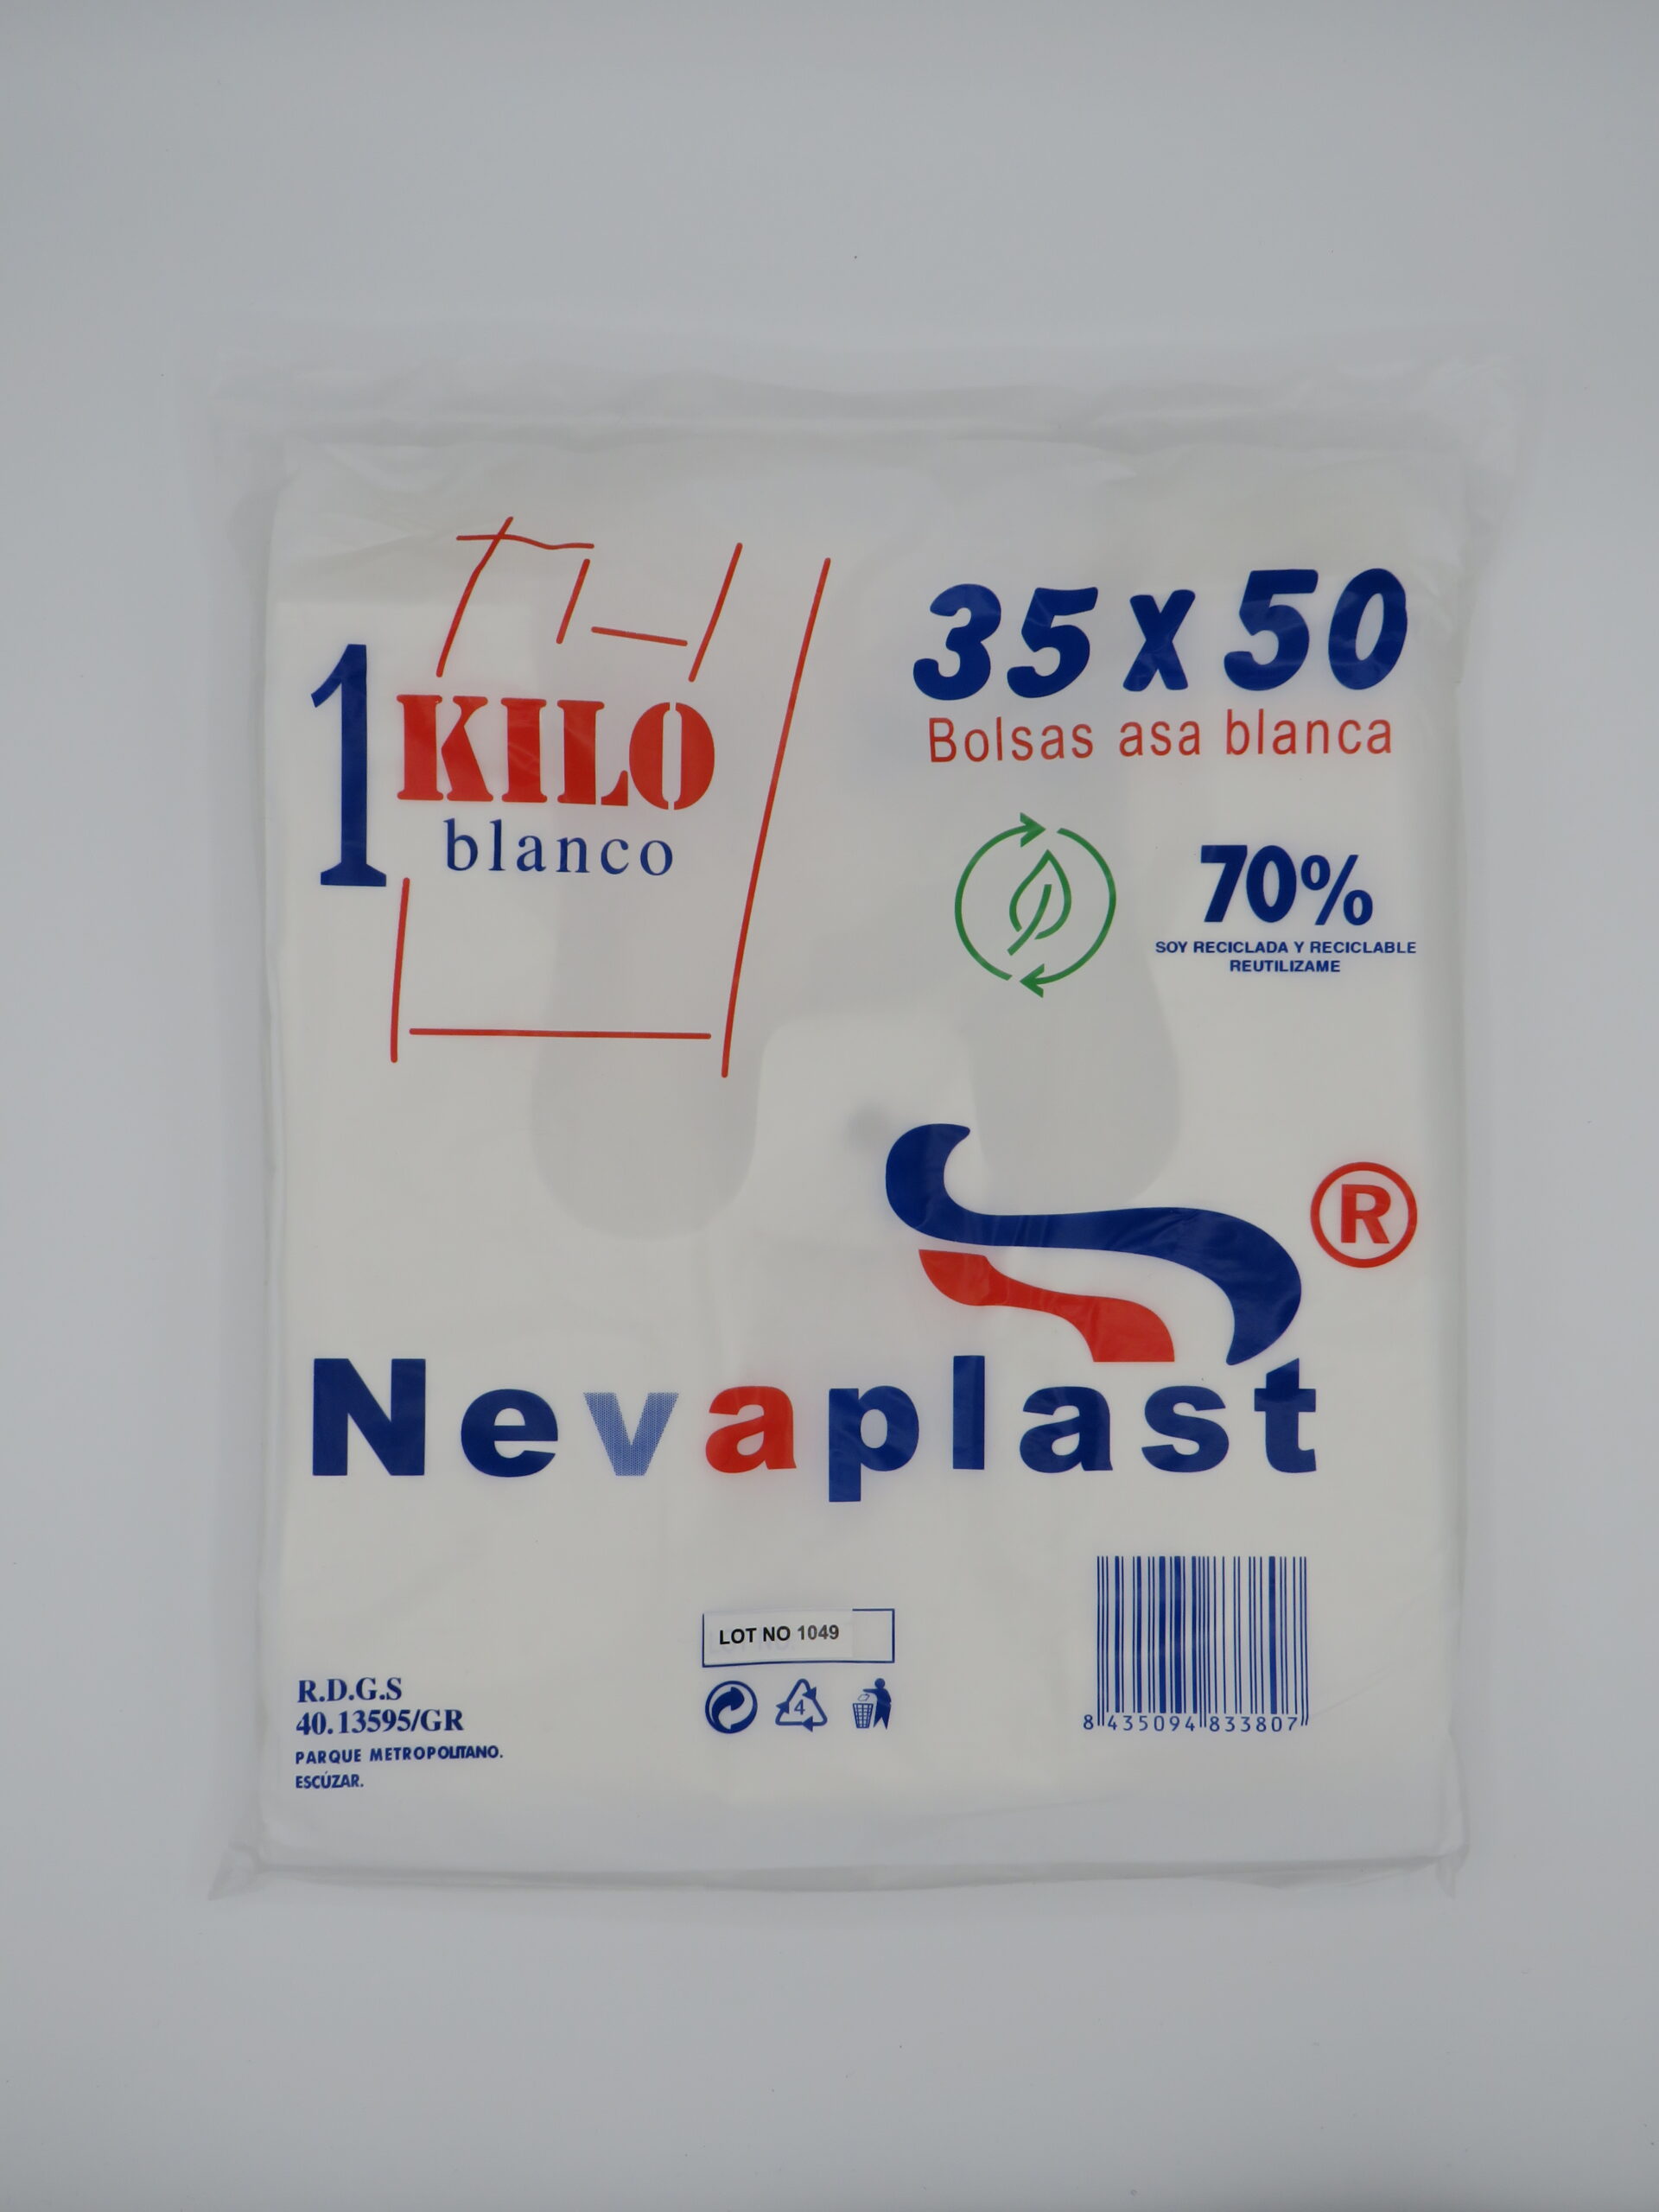 35 x 50
Bolsas asa blanca
1 KILO
blanco
70%
SOY RECICLADA Y RECICLABLE
REUTILIZAME
®
Nevaplast
LOT NO 1049
4
R.D.G.S
40.13595/GR
PARQUE METROPOLITANO.
ESCÚZAR.
8 435094 833807